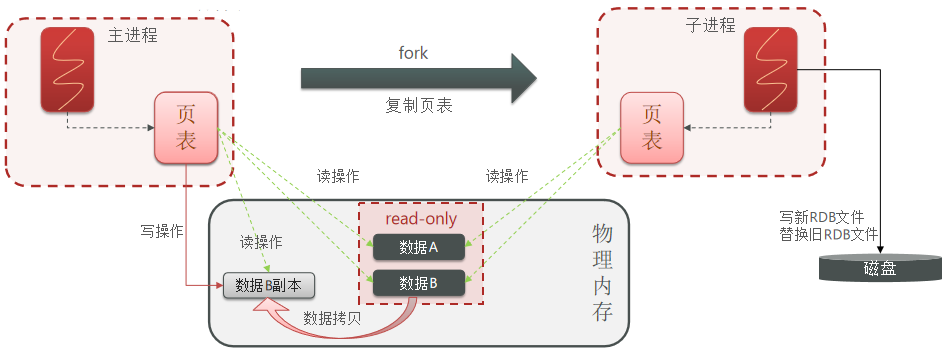 主进程
子进程
fork
复制页表
页
表
页
表
读操作
读操作
写操作
读操作
read-only
数据A
数据B
数据B副本
数据拷贝
物
理
内
存
写新RDB文件
替换旧RDB文件
磁盘